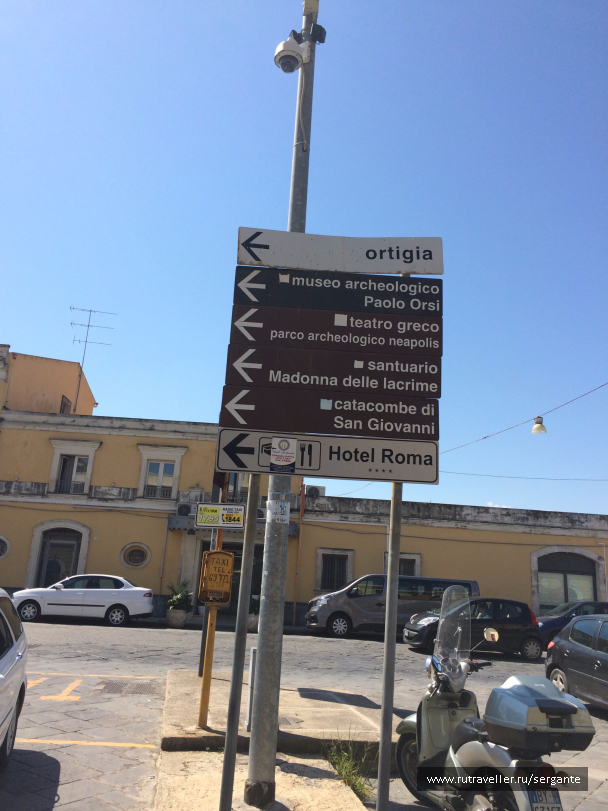 ortigia
museo archeologico
Paolo Orsi
teatro greco
parco archeologico neapolis
santuario
Madonna delle lacrime
catacombe di
San Giovanni
Hotel Roma
****
TAXI
TEL
www.rutraveller.ru/sergante